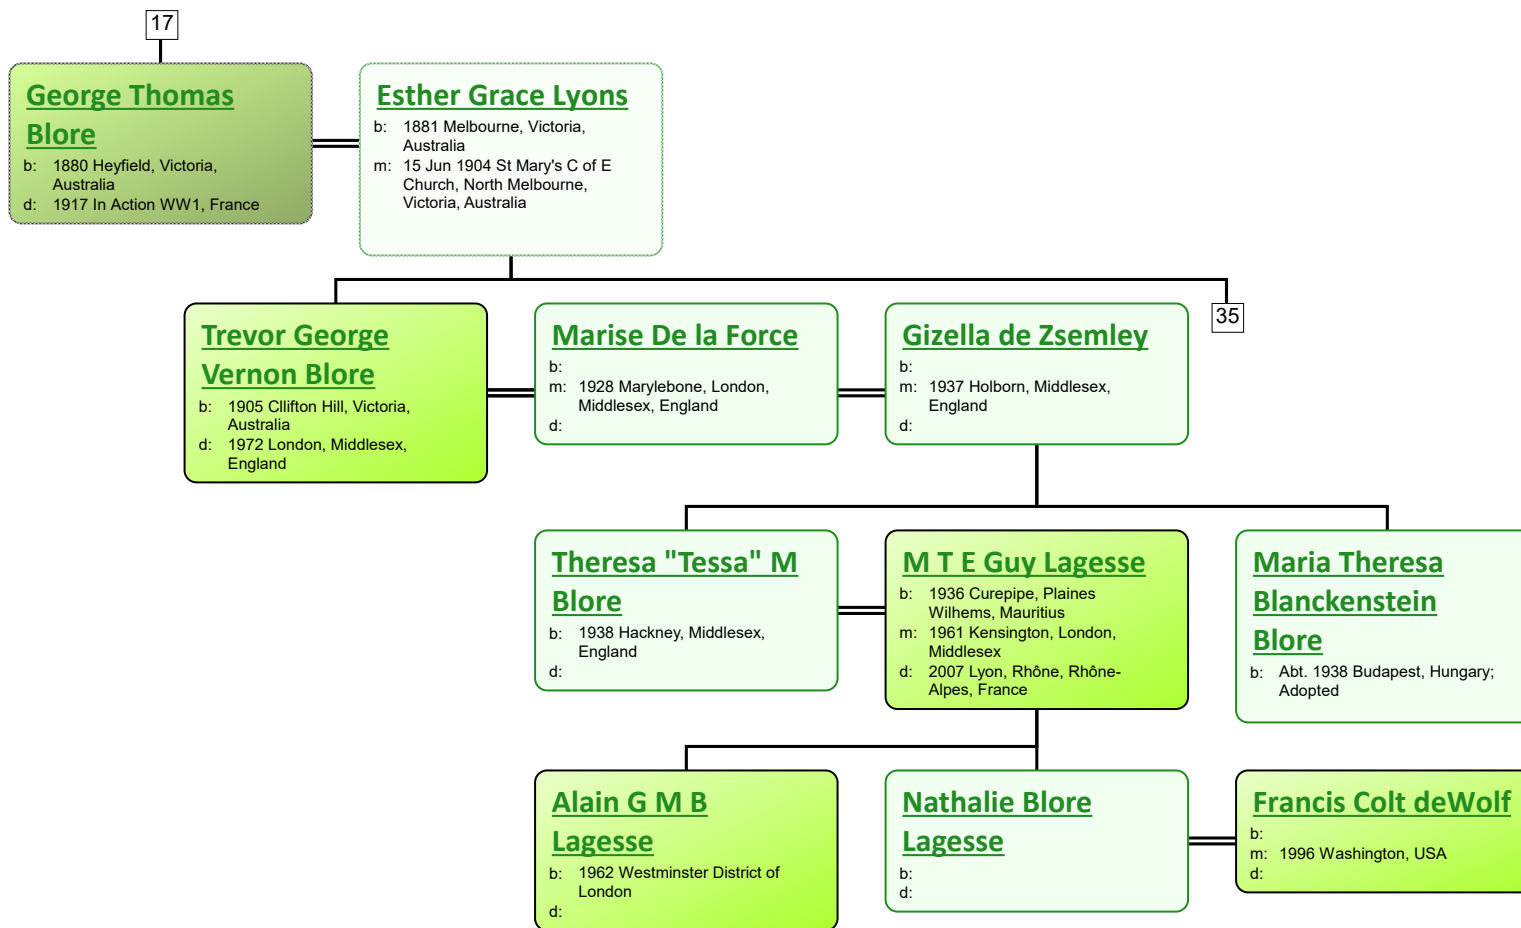 17
George Thomas
Blore
b: 1880 Heyfield, Victoria,
Australia
d: 1917 In Action WW1, France
Esther Grace Lyons
b: 1881 Melbourne, Victoria,
Australia
m: 15 Jun 1904 St Mary's C of E
Church, North Melbourne,
Victoria, Australia
Trevor George
Vernon Blore
b: 1905 Cllifton Hill, Victoria,
Australia
d: 1972 London, Middlesex,
England
Marise De la Force
b:
m: 1928 Marylebone, London,
Middlesex, England
d:
Gizella de Zsemley
b:
m: 1937 Holborn, Middlesex,
England
d:
35
Theresa "Tessa" M
Blore
b: 1938 Hackney, Middlesex,
England
d:
M T E Guy Lagesse
b: 1936 Curepipe, Plaines
Wilhems, Mauritius
m: 1961 Kensington, London,
Middlesex
d: 2007 Lyon, Rhône, Rhône-
Alpes, France
Maria Theresa
Blanckenstein
Blore
b: Abt. 1938 Budapest, Hungary;
Adopted
Alain G M B
Lagesse
b: 1962 Westminster District of
London
d:
Nathalie Blore
Lagesse
b:
d:
Francis Colt deWolf
b:
m: 1996 Washington, USA
d: